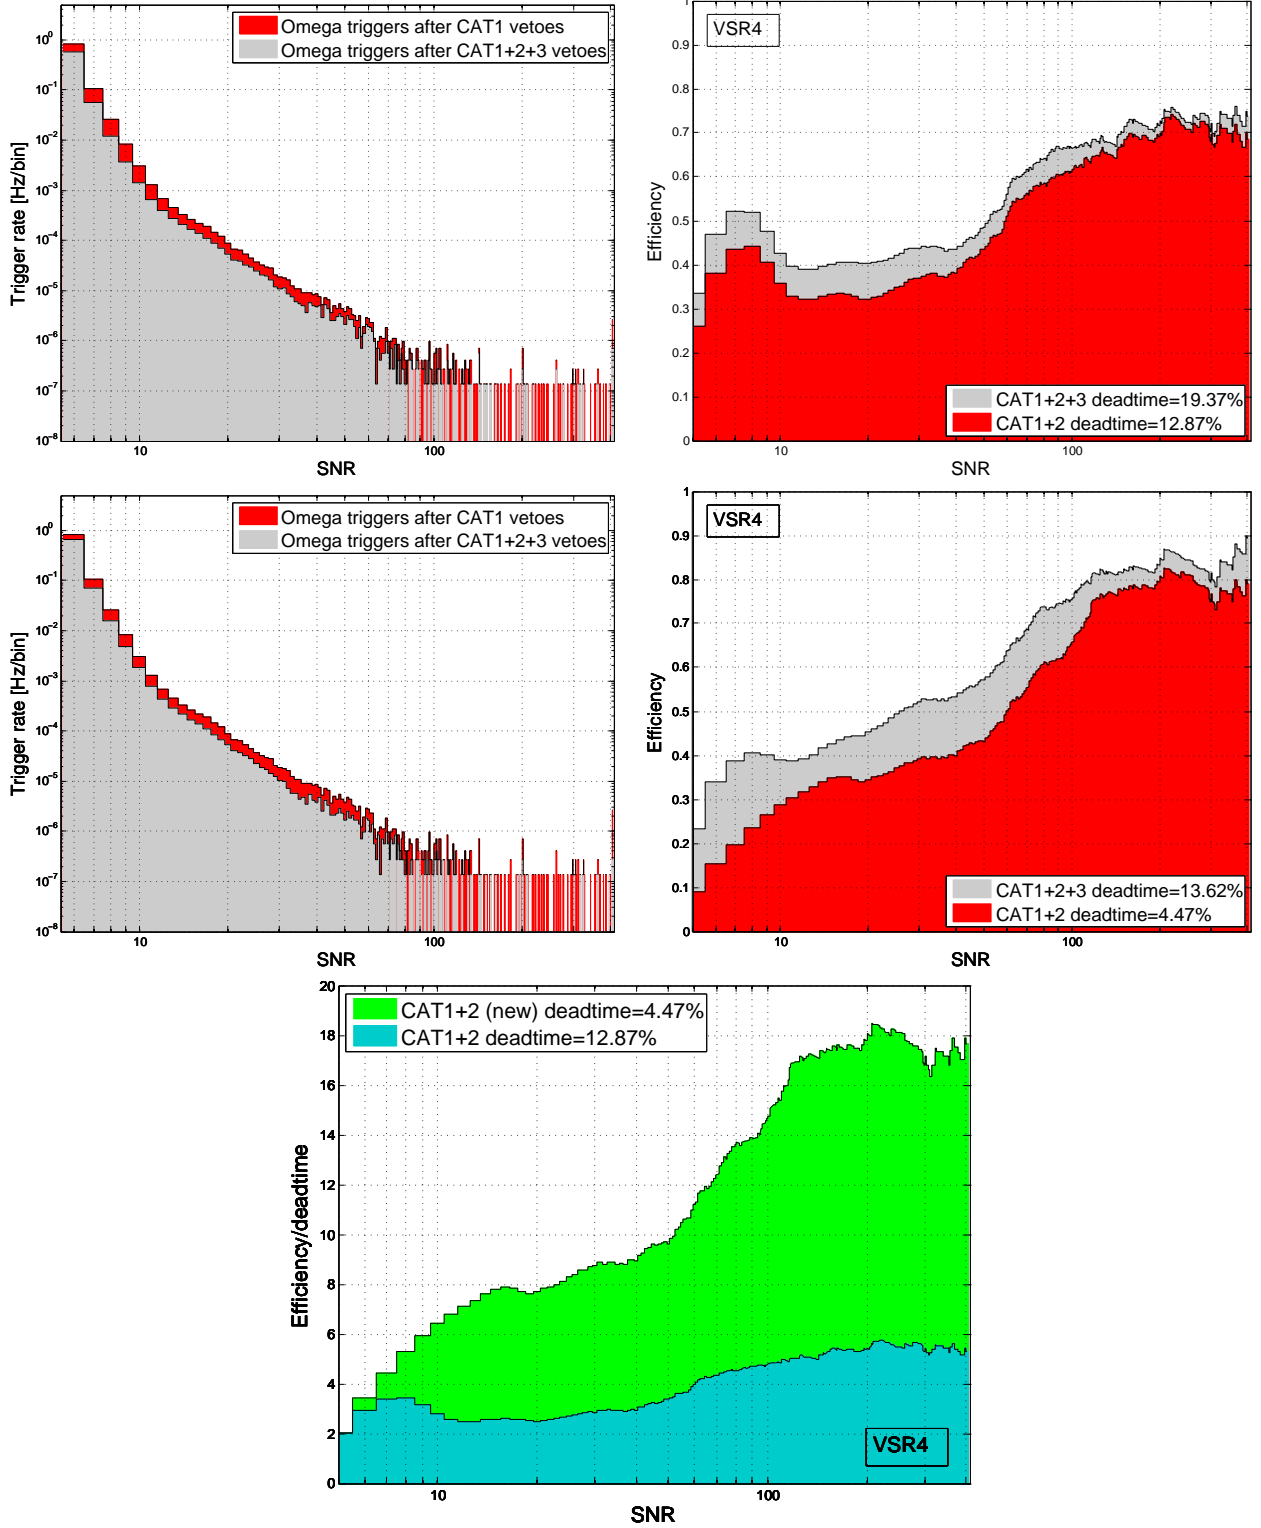 Omega triggers after CAT1 vetoes
Omega triggers after CAT1+2+3 vetoes
Trigger rate [Hz/bin]
10^0
10^-1
10^-2
10^-3
10^-4
10^-5
10^-6
10^-7
10^-8
10
100
SNR
VSR4
Efficiency
1
0.9
0.8
0.7
0.6
0.5
0.4
0.3
0.2
0.1
0
CAT1+2+3 deadtime=19.37%
CAT1+2 deadtime=12.87%
10
100
SNR
Omega triggers after CAT1 vetoes
Omega triggers after CAT1+2+3 vetoes
Trigger rate [Hz/bin]
10^0
10^-1
10^-2
10^-3
10^-4
10^-5
10^-6
10^-7
10^-8
10
100
SNR
VSR4
Efficiency
1
0.9
0.8
0.7
0.6
0.5
0.4
0.3
0.2
0.1
0
CAT1+2+3 deadtime=13.62%
CAT1+2 deadtime=4.47%
10
100
SNR
CAT1+2 (new) deadtime=4.47%
CAT1+2 deadtime=12.87%
Efficiency/deadtime
20
18
16
14
12
10
8
6
4
2
0
VSR4
10
100
SNR